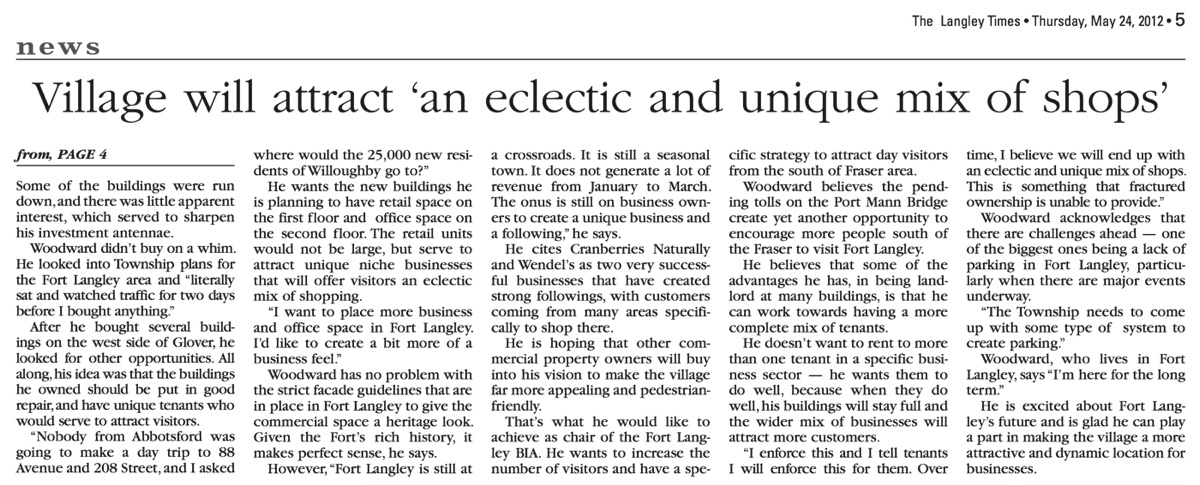 The Langley Times • Thursday, May 24, 2012 • 5
news
Village will attract ‘an eclectic and unique mix of shops’
from, PAGE 4
Some of the buildings were run
down, and there was little apparent
interest, which served to sharpen
his investment antennae.
Woodward didn’t buy on a whim.
He looked into Township plans for
the Fort Langley area and “literally
sat and watched traffic for two days
before I bought anything.”
After he bought several build-
ings on the west side of Glover, he
looked for other opportunities. All
along, his idea was that the buildings
he owned should be put in good
repair, and have unique tenants who
would serve to attract visitors.
“Nobody from Abbotsford was
going to make a day trip to 88
Avenue and 208 Street, and I asked
where would the 25,000 new resi-
dents of Willoughby go to?”
He wants the new buildings he
is planning to have retail space on
the first floor and office space on
the second floor. The retail units
would not be large, but serve to
attract unique niche businesses
that will offer visitors an eclectic
mix of shopping.
“I want to place more business
and office space in Fort Langley.
I’d like to create a bit more of a
business feel.”
Woodward has no problem with
the strict facade guidelines that are
in place in Fort Langley to give the
commercial space a heritage look.
Given the Fort’s rich history, it
makes perfect sense, he says.
However, “Fort Langley is still at
a crossroads. It is still a seasonal
town. It does not generate a lot of
revenue from January to March.
The onus is still on business own-
ers to create a unique business and
a following,” he says.
He cites Cranberries Naturally
and Wendel’s as two very success-
ful businesses that have created
strong followings, with customers
coming from many areas specifi-
cally to shop there.
He is hoping that other com-
mercial property owners will buy
into his vision to make the village
far more appealing and pedestrian-
friendly.
That’s what he would like to
achieve as chair of the Fort Lang-
ley BIA. He wants to increase the
number of visitors and have a spe-
cific strategy to attract day visitors
from the south of Fraser area.
Woodward believes the pend-
ing tolls on the Port Mann Bridge
create yet another opportunity to
encourage more people south of
the Fraser to visit Fort Langley.
He believes that some of the
advantages he has, in being land-
lord at many buildings, is that he
can work towards having a more
complete mix of tenants.
He doesn’t want to rent to more
than one tenant in a specific busi-
ness sector — he wants them to
do well, because when they do
well, his buildings will stay full and
the wider mix of businesses will
attract more customers.
“I enforce this and I tell tenants
I will enforce this for them. Over
time, I believe we will end up with
an eclectic and unique mix of shops.
This is something that fractured
ownership is unable to provide.”
Woodward acknowledges that
there are challenges ahead — one
of the biggest ones being a lack of
parking in Fort Langley, particu-
larly when there are major events
underway.
“The Township needs to come
up with some type of system to
create parking.”
Woodward, who lives in Fort
Langley, says “I’m here for the long
term.”
He is excited about Fort Lang-
ley’s future and is glad he can play
a part in making the village a more
attractive and dynamic location for
businesses.